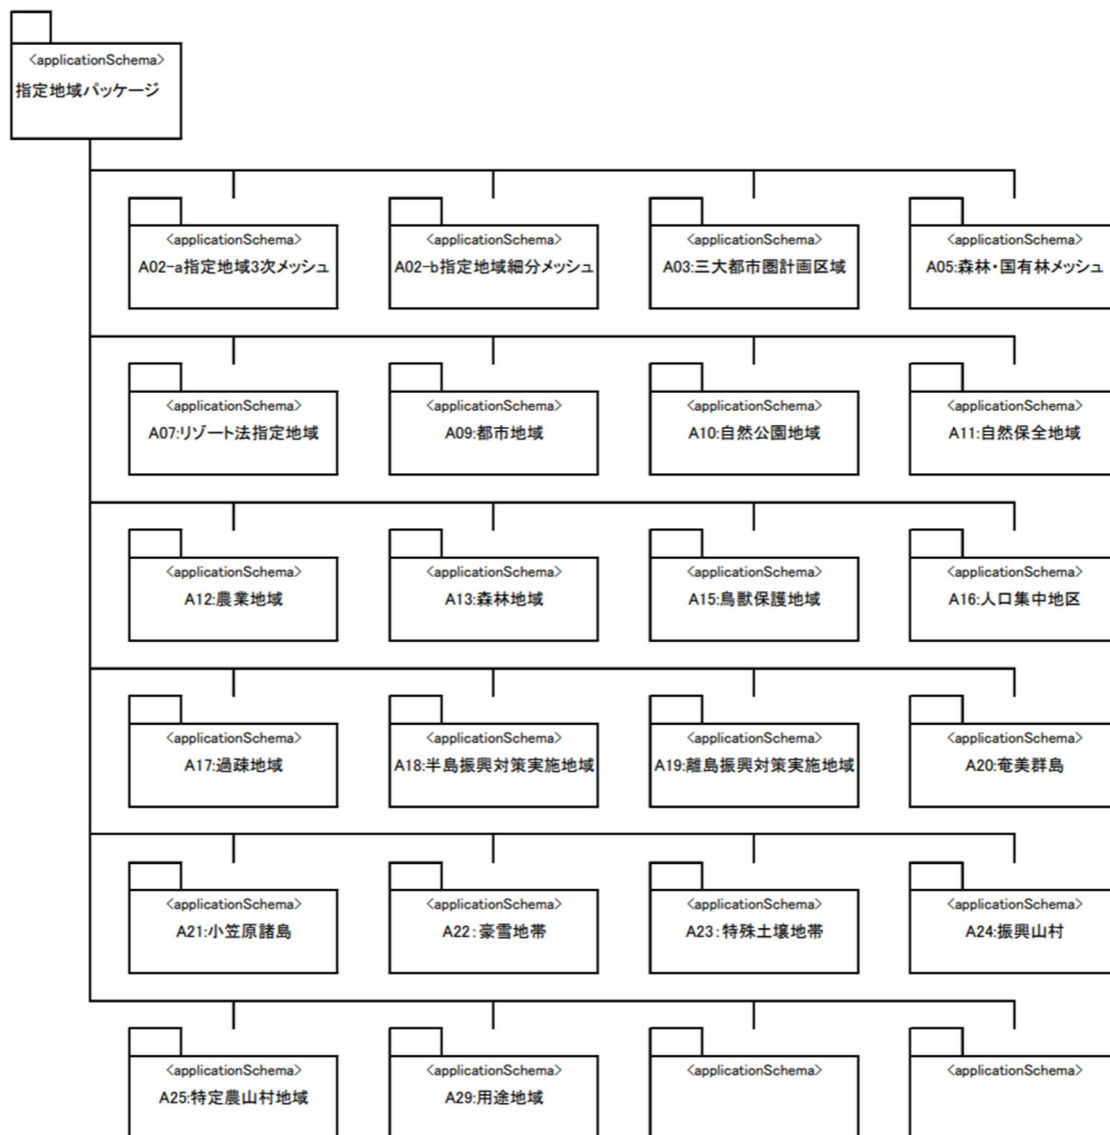 <applicationSchema>
指定地域パッケージ
<applicationSchema>
A02-a指定地域3次メッシュ
<applicationSchema>
A02-b指定地域細分メッシュ
<applicationSchema>
A03:三大都市圏計画区域
<applicationSchema>
A05:森林・国有林メッシュ
<applicationSchema>
A07:リゾート法指定地域
<applicationSchema>
A09:都市地域
<applicationSchema>
A10:自然公園地域
<applicationSchema>
A11:自然保全地域
<applicationSchema>
A12:農業地域
<applicationSchema>
A13:森林地域
<applicationSchema>
A15:鳥獣保護地域
<applicationSchema>
A16:人口集中地区
<applicationSchema>
A17:過疎地域
<applicationSchema>
A18:半島振興対策実施地域
<applicationSchema>
A19:離島振興対策実施地域
<applicationSchema>
A20:奄美群島
<applicationSchema>
A21:小笠原諸島
<applicationSchema>
A22:豪雪地帯
<applicationSchema>
A23:特殊土壌地帯
<applicationSchema>
A24:振興山村
<applicationSchema>
A25:特定農山村地域
<applicationSchema>
A29:用途地域
<applicationSchema>
<applicationSchema>